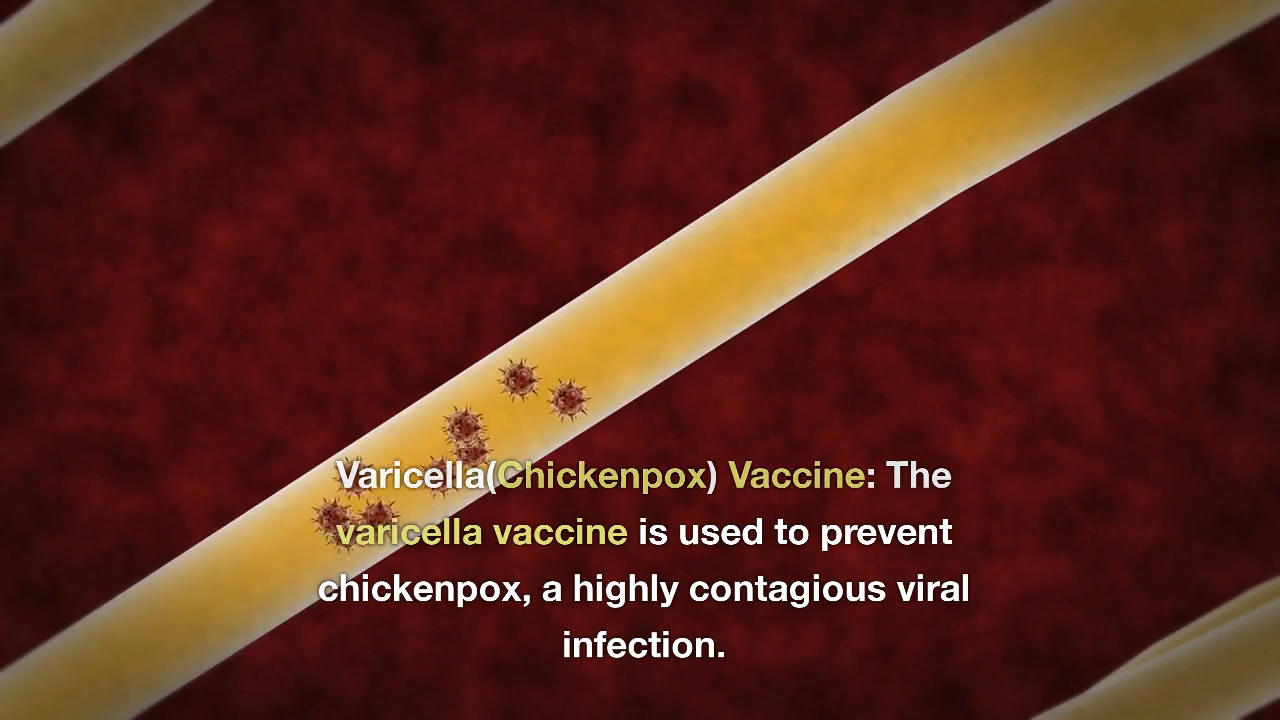 Varicella(Chickenpox) Vaccine: The
varicella vaccine is used to prevent
chickenpox, a highly contagious viral
infection.